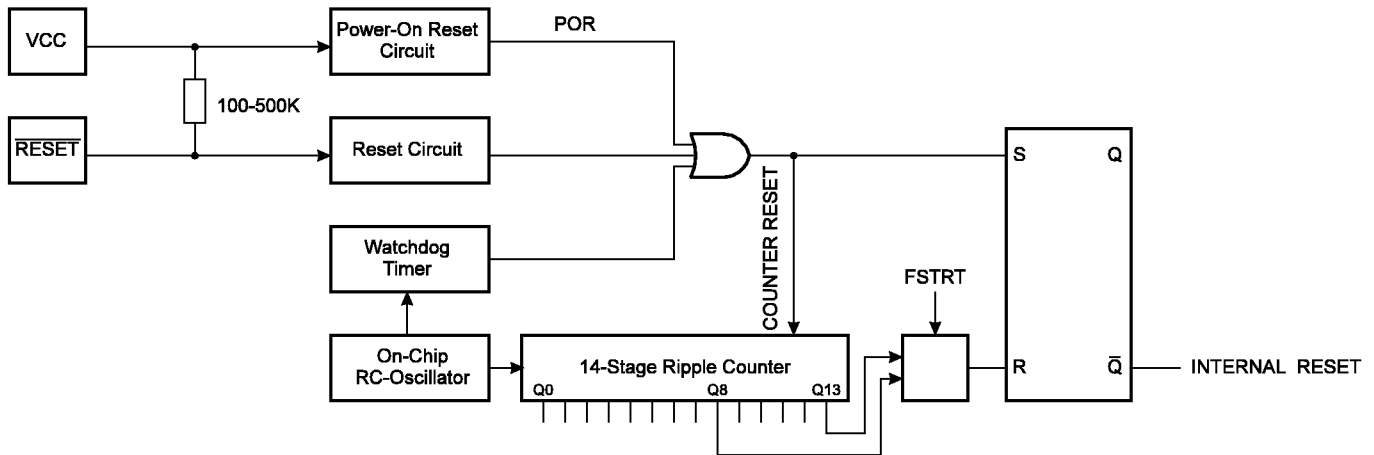 VCC
Power-On Reset
Circuit
POR
100-500K
RESET
Reset Circuit
S
Q
COUNTER RESET
Watchdog
Timer
FSTRT
On-Chip
RC-Oscillator
14-Stage Ripple Counter
Q0
Q8
Q13
R
Q̅
INTERNAL RESET